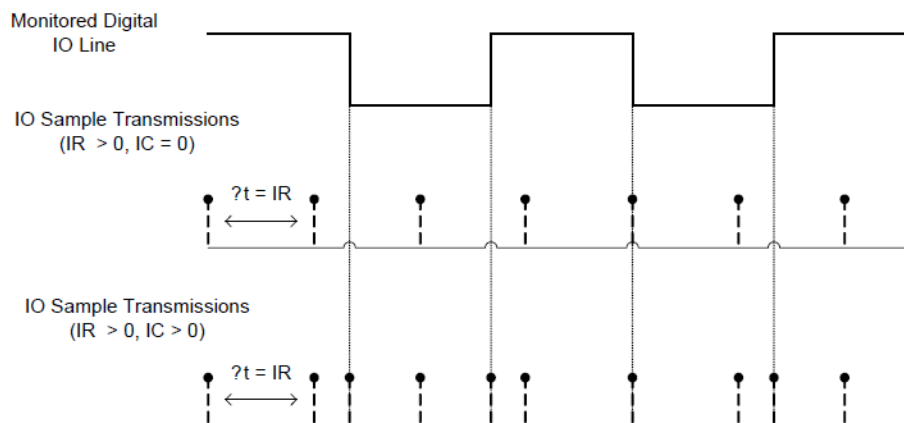 Monitored Digital
IO Line
IO Sample Transmissions
(IR > 0, IC = 0)
?t = IR
IO Sample Transmissions
(IR > 0, IC > 0)
?t = IR